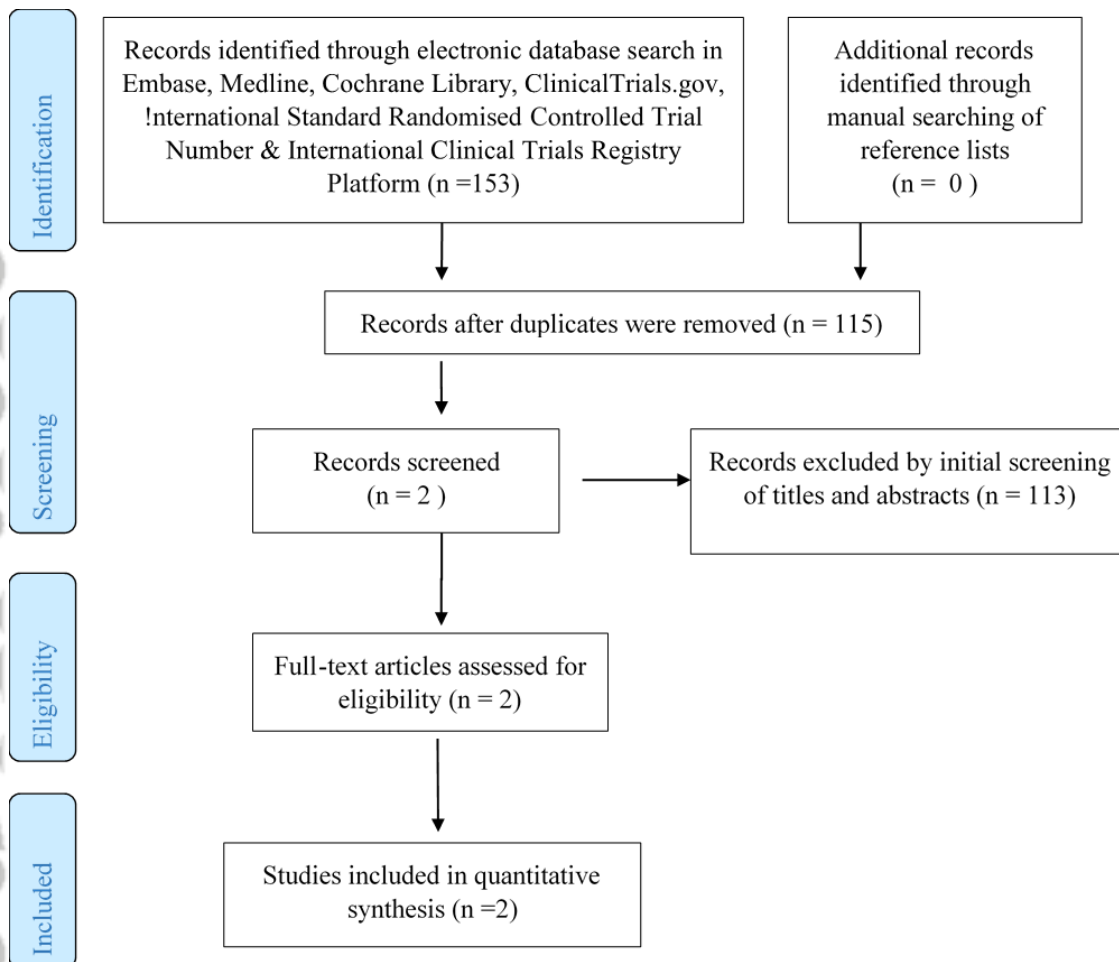 Identification
Records identified through electronic database search in
Embase, Medline, Cochrane Library, ClinicalTrials.gov,
!nternational Standard Randomised Controlled Trial
Number & International Clinical Trials Registry
Platform (n =153)
Additional records
identified through
manual searching of
reference lists
(n =  0 )
Screening
Records after duplicates were removed (n = 115)
Records screened
(n = 2 )
Records excluded by initial screening
of titles and abstracts (n = 113)
Eligibility
Full-text articles assessed for
eligibility (n = 2)
Included
Studies included in quantitative
synthesis (n =2)